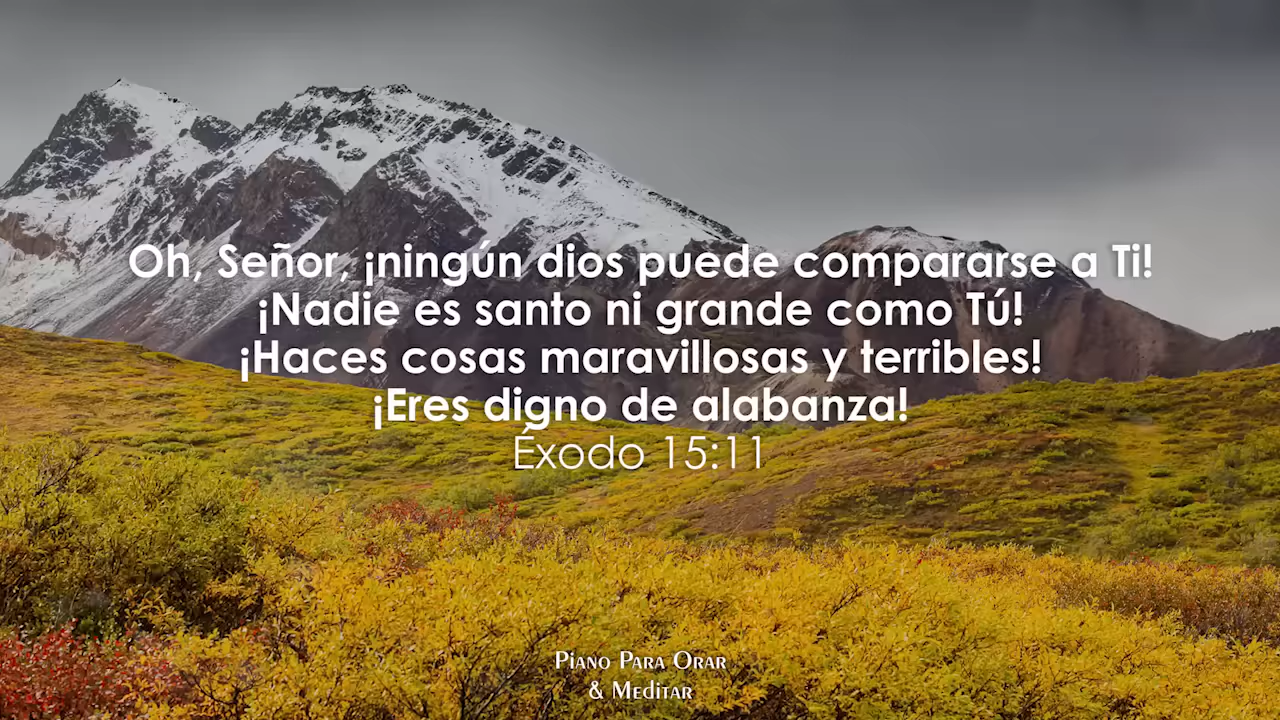 Oh, Señor, ¡ningún dios puede compararse a Ti!
¡Nadie es santo ni grande como Tú!
¡Haces cosas maravillosas y terribles!
¡Eres digno de alabanza!
Éxodo 15:11
Piano Para Orar
& Meditar